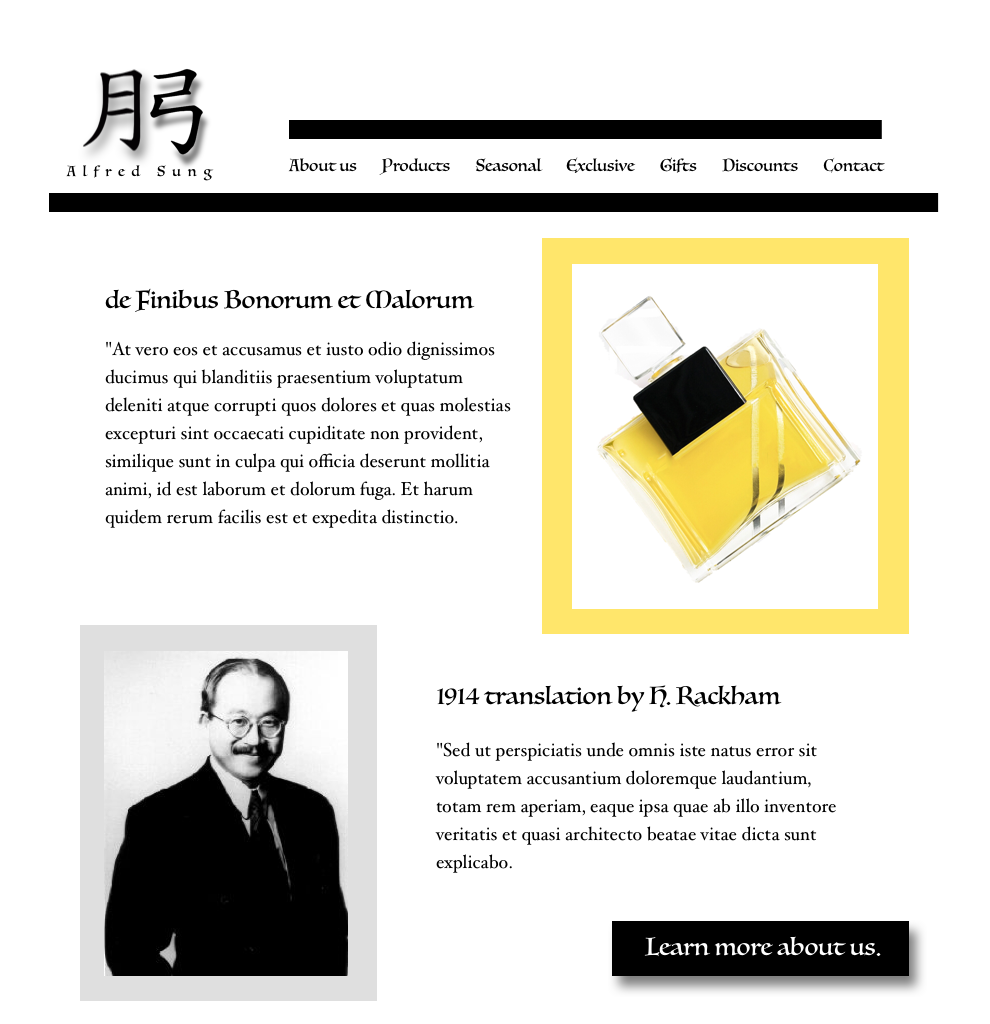 Alfred Sung
About us Products Seasonal Exclusive Gifts Discounts Contact
de Finibus Bonorum et Malorum
"At vero eos et accusamus et iusto odio dignissimos
ducimus qui blanditiis praesentium voluptatum
deleniti atque corrupti quos dolores et quas molestias
excepturi sint occaecati cupiditate non provident,
similique sunt in culpa qui officia deserunt mollitia
animi, id est laborum et dolorum fuga. Et harum
quidem rerum facilis est et expedita distinctio.
1914 translation by H. Rackham
"Sed ut perspiciatis unde omnis iste natus error sit
voluptatem accusantium doloremque laudantium,
totam rem aperiam, eaque ipsa quae ab illo inventore
veritatis et quasi architecto beatae vitae dicta sunt
explicabo.
Learn more about us.